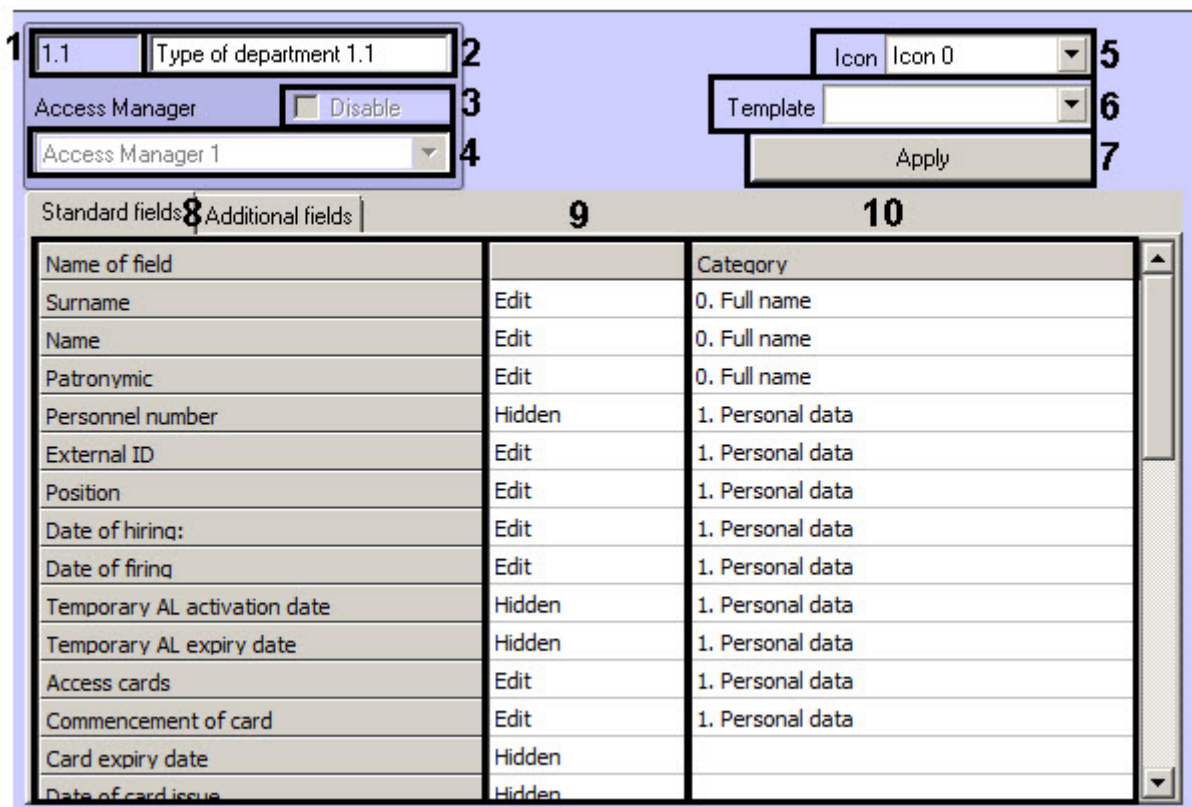 1 1.1 Type of department 1.1 2 Icon Icon 0 5
Access Manager Disable 3 Template 6
Access Manager 1 4 Apply 7
Standard fields 8 Additional fields 9 10
Name of field Category
Surname Edit 0. Full name
Name Edit 0. Full name
Patronymic Edit 0. Full name
Personnel number Hidden 1. Personal data
External ID Edit 1. Personal data
Position Edit 1. Personal data
Date of hiring: Edit 1. Personal data
Date of firing Edit 1. Personal data
Temporary AL activation date Hidden 1. Personal data
Temporary AL expiry date Hidden 1. Personal data
Access cards Edit 1. Personal data
Commencement of card Edit 1. Personal data
Card expiry date Hidden
Date of card issue Hidden